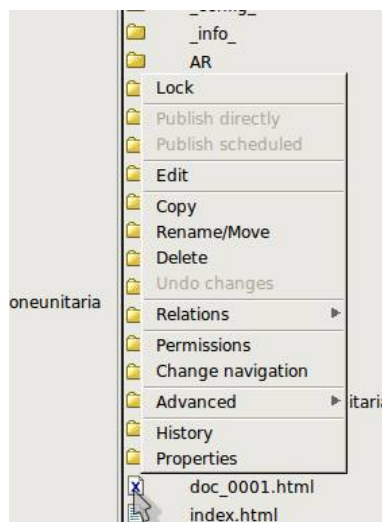 _config_
_info_
AR
Lock
Publish directly
Publish scheduled
Edit
Copy
Rename/Move
Delete
Undo changes
oneunitaria
Relations
Permissions
Change navigation
Advanced
itaria
History
Properties
doc_0001.html
index.html